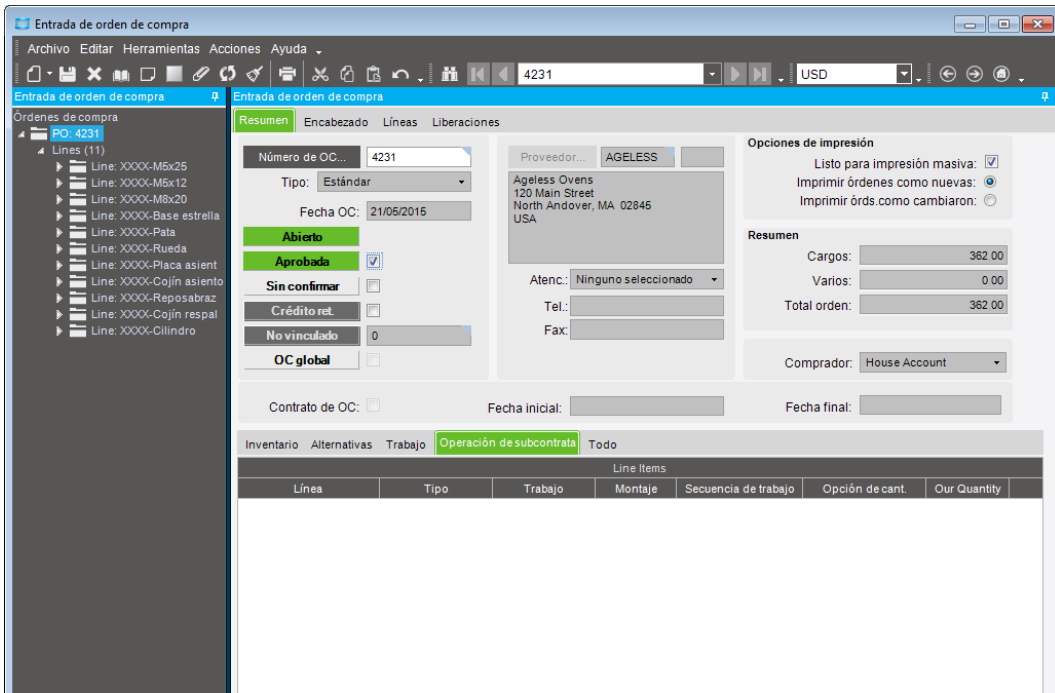 Entrada de orden de compra
Archivo Editar Herramientas Acciones Ayuda
4231 USD
Entrada de orden de compra
Órdenes de compra
PO: 4231
Lines (11)
Line: XXXX-M5x25
Line: XXXX-M5x12
Line: XXXX-M8x20
Line: XXXX-Base estrella
Line: XXXX-Pata
Line: XXXX-Rueda
Line: XXXX-Placa asient
Line: XXXX-Cojín asiento
Line: XXXX-Reposabraz
Line: XXXX-Cojín respal
Line: XXXX-Cilindro
Entrada de orden de compra
Resumen Encabezado Líneas Liberaciones
Número de OC... 4231
Tipo: Estándar
Fecha OC: 21/05/2015
Abierto
Aprobada
Sin confirmar
Crédito ret.
No vinculado 0
OC global
Proveedor... AGELESS
Ageless Ovens
120 Main Street
North Andover, MA 02845
USA
Atenc.: Ninguno seleccionado
Tel.:
Fax:
Opciones de impresión
Listo para impresión masiva:
Imprimir órdenes como nuevas:
Imprimir órds.como cambiaron:
Resumen
Cargos: 362.00
Varios: 0.00
Total orden: 362.00
Comprador: House Account
Contrato de OC: Fecha inicial: Fecha final:
Inventario Alternativas Trabajo Operación de subcontrata Todo
Line Items
Línea Tipo Trabajo Montaje Secuencia de trabajo Opción de cant. Our Quantity